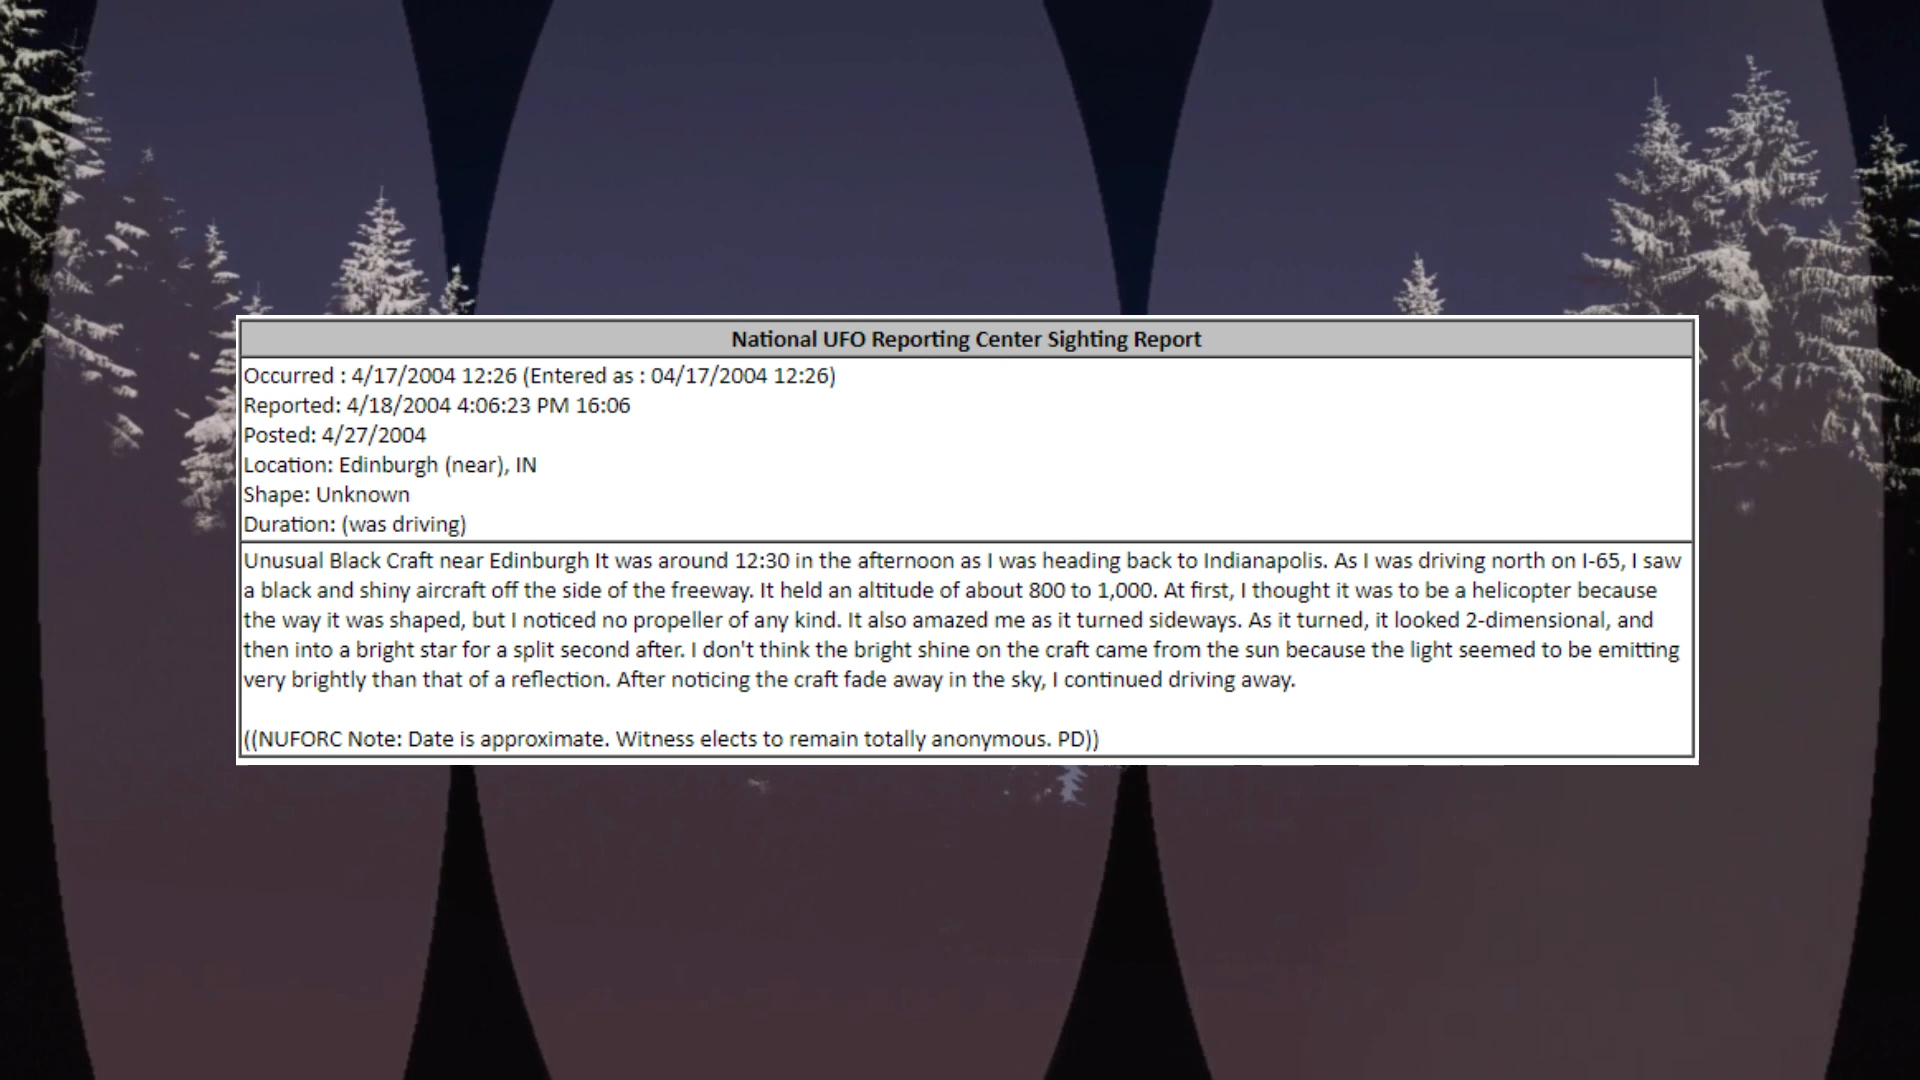 National UFO Reporting Center Sighting Report
Occurred : 4/17/2004 12:26 (Entered as : 04/17/2004 12:26)
Reported: 4/18/2004 4:06:23 PM 16:06
Posted: 4/27/2004
Location: Edinburgh (near), IN
Shape: Unknown
Duration: (was driving)
Unusual Black Craft near Edinburgh It was around 12:30 in the afternoon as I was heading back to Indianapolis. As I was driving north on I-65, I saw
a black and shiny aircraft off the side of the freeway. It held an altitude of about 800 to 1,000. At first, I thought it was to be a helicopter because
the way it was shaped, but I noticed no propeller of any kind. It also amazed me as it turned sideways. As it turned, it looked 2-dimensional, and
then into a bright star for a split second after. I don't think the bright shine on the craft came from the sun because the light seemed to be emitting
very brightly than that of a reflection. After noticing the craft fade away in the sky, I continued driving away.
((NUFORC Note: Date is approximate. Witness elects to remain totally anonymous. PD))